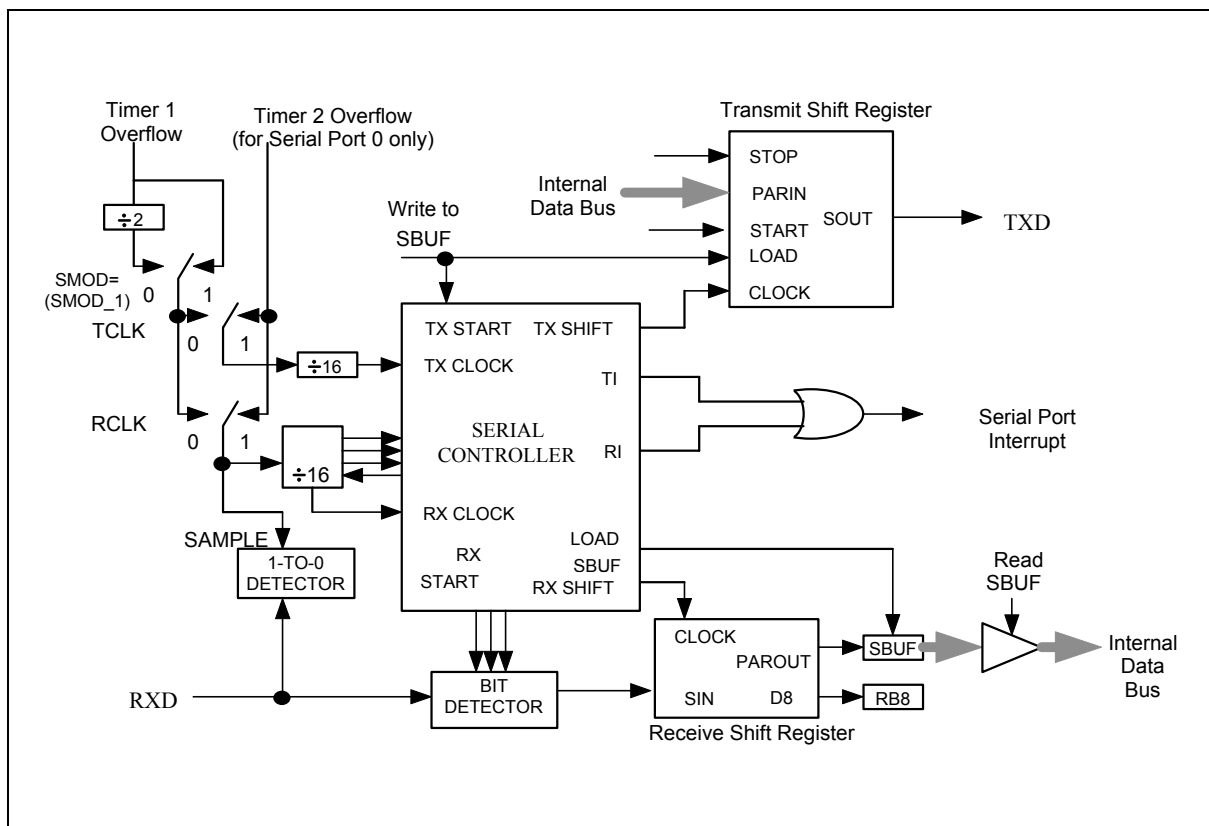 Timer 1
Overflow
Timer 2 Overflow
(for Serial Port 0 only)
Transmit Shift Register
STOP
PARIN
SOUT
START
LOAD
CLOCK
Internal
Data Bus
TXD
÷2
Write to
SBUF
SMOD=
(SMOD_1)
0
1
TCLK
0
1
÷16
TX START
TX SHIFT
TX CLOCK
TI
RCLK
0
1
÷16
SERIAL
CONTROLLER
RI
Serial Port
Interrupt
RX CLOCK
SAMPLE
1-TO-0
DETECTOR
RX
START
LOAD
SBUF
RX SHIFT
Read
SBUF
CLOCK
PAROUT
SIN
D8
SBUF
RB8
Internal
Data
Bus
RXD
BIT
DETECTOR
Receive Shift Register